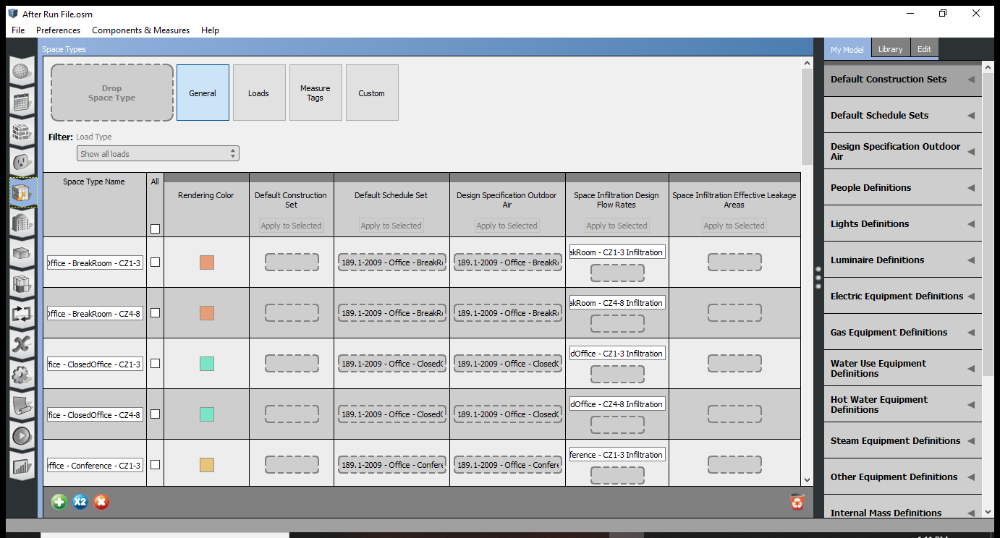 After Run File.osm
File Preferences Components & Measures Help
Space Types
My Model Library Edit
Drop
Space Type
General
Loads
Measure
Tags
Custom
Filter: Load Type
Show all loads
Space Type Name
All
Rendering Color
Default Construction
Set
Apply to Selected
Default Schedule Set
Apply to Selected
Design Specification Outdoor
Air
Apply to Selected
Space Infiltration Design
Flow Rates
Apply to Selected
Space Infiltration Effective Leakage
Areas
Apply to Selected
Office - BreakRoom - CZ1-3
189.1-2009 - Office - BreakRo
189.1-2009 - Office - BreakRo
akRoom - CZ1-3 Infiltration
Office - BreakRoom - CZ4-8
189.1-2009 - Office - BreakRo
189.1-2009 - Office - BreakRo
akRoom - CZ4-8 Infiltration
ffice - ClosedOffice - CZ1-3
189.1-2009 - Office - ClosedO
189.1-2009 - Office - ClosedO
dOffice - CZ1-3 Infiltration
ffice - ClosedOffice - CZ4-8
189.1-2009 - Office - ClosedO
189.1-2009 - Office - ClosedO
dOffice - CZ4-8 Infiltration
Office - Conference - CZ1-3
189.1-2009 - Office - Confere
189.1-2009 - Office - Confere
ference - CZ1-3 Infiltration
X2
Default Construction Sets
Default Schedule Sets
Design Specification Outdoor
Air
People Definitions
Lights Definitions
Luminaire Definitions
Electric Equipment Definitions
Gas Equipment Definitions
Water Use Equipment
Definitions
Hot Water Equipment
Definitions
Steam Equipment Definitions
Other Equipment Definitions
Internal Mass Definitions
1:11 PM